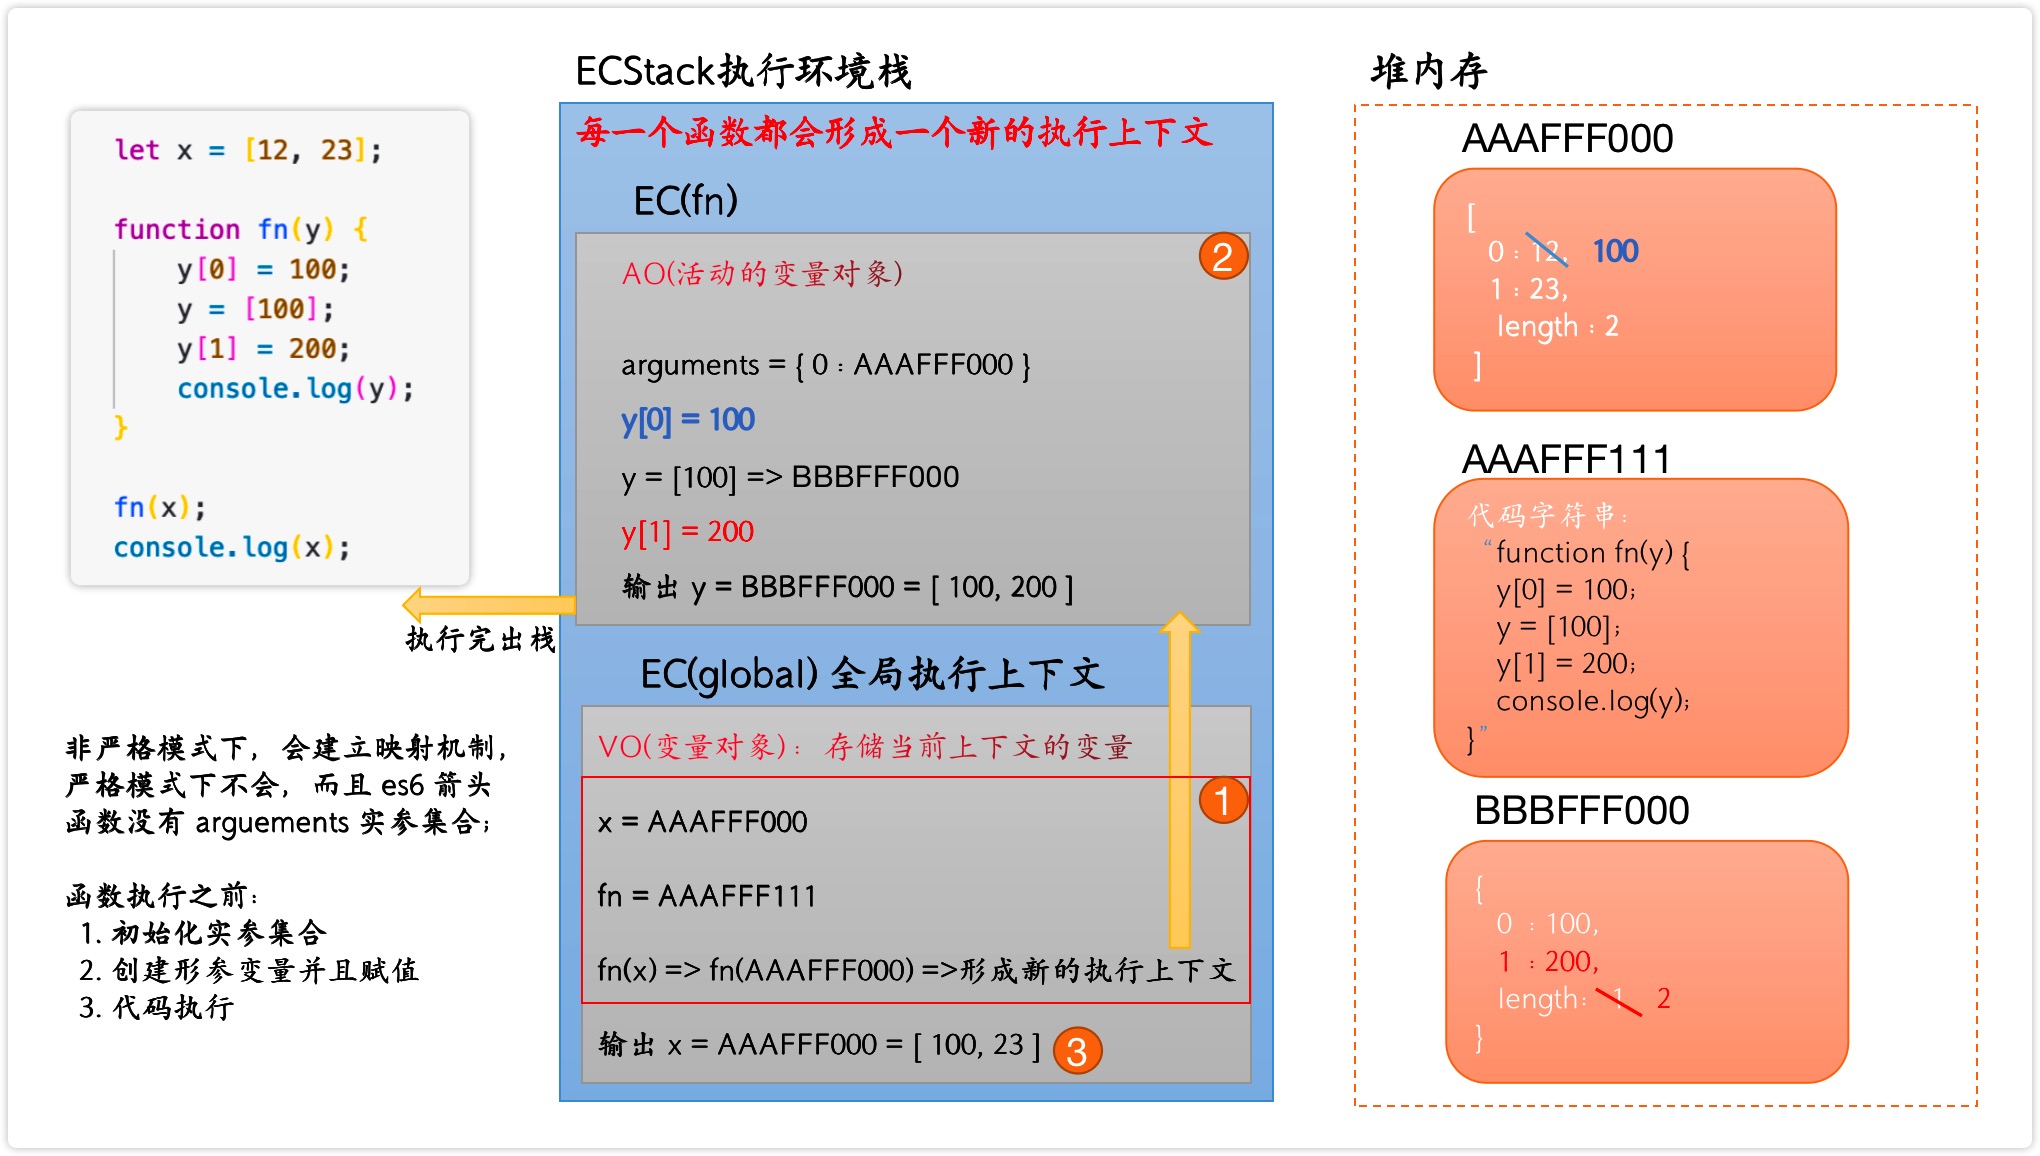 let x = [12, 23];
function fn(y) {
y[0] = 100;
y = [100];
y[1] = 200;
console.log(y);
}
fn(x);
console.log(x);
执行完出栈
非严格模式下，会建立映射机制，
严格模式下不会，而且 es6 箭头
函数没有 arguements 实参集合；
函数执行之前：
1. 初始化实参集合
2. 创建形参变量并且赋值
3. 代码执行
ECStack执行环境栈
每一个函数都会形成一个新的执行上下文
EC(fn)
2
AO(活动的变量对象)
arguments = { 0 : AAAFFF000 }
y[0] = 100
y = [100] => BBBFFF000
y[1] = 200
输出 y = BBBFFF000 = [ 100, 200 ]
EC(global) 全局执行上下文
VO(变量对象)： 存储当前上下文的变量
1
x = AAAFFF000
fn = AAAFFF111
fn(x) => fn(AAAFFF000) =>形成新的执行上下文
输出 x = AAAFFF000 = [ 100, 23 ]
3
堆内存
AAAFFF000
[
0 : 12, 100
1 : 23,
length : 2
]
AAAFFF111
代码字符串：
“function fn(y) {
y[0] = 100;
y = [100];
y[1] = 200;
console.log(y);
}”
BBBFFF000
{
0 : 100,
1 : 200,
length: 1 2
}